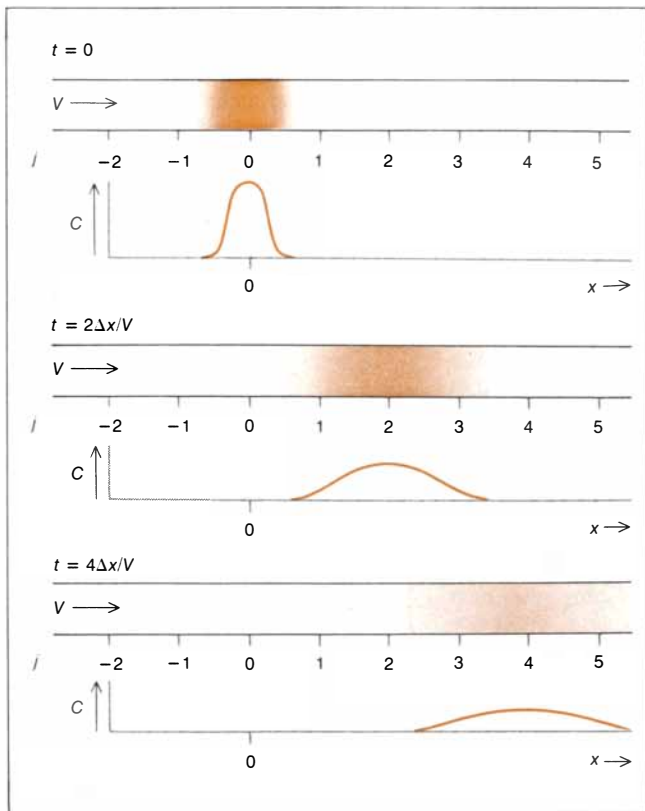 t = 0
V
j -2 -1 0 1 2 3 4 5
C
0 x
t = 2Δx/V
V
j -2 -1 0 1 2 3 4 5
C
0 x
t = 4Δx/V
V
j -2 -1 0 1 2 3 4 5
C
0 x